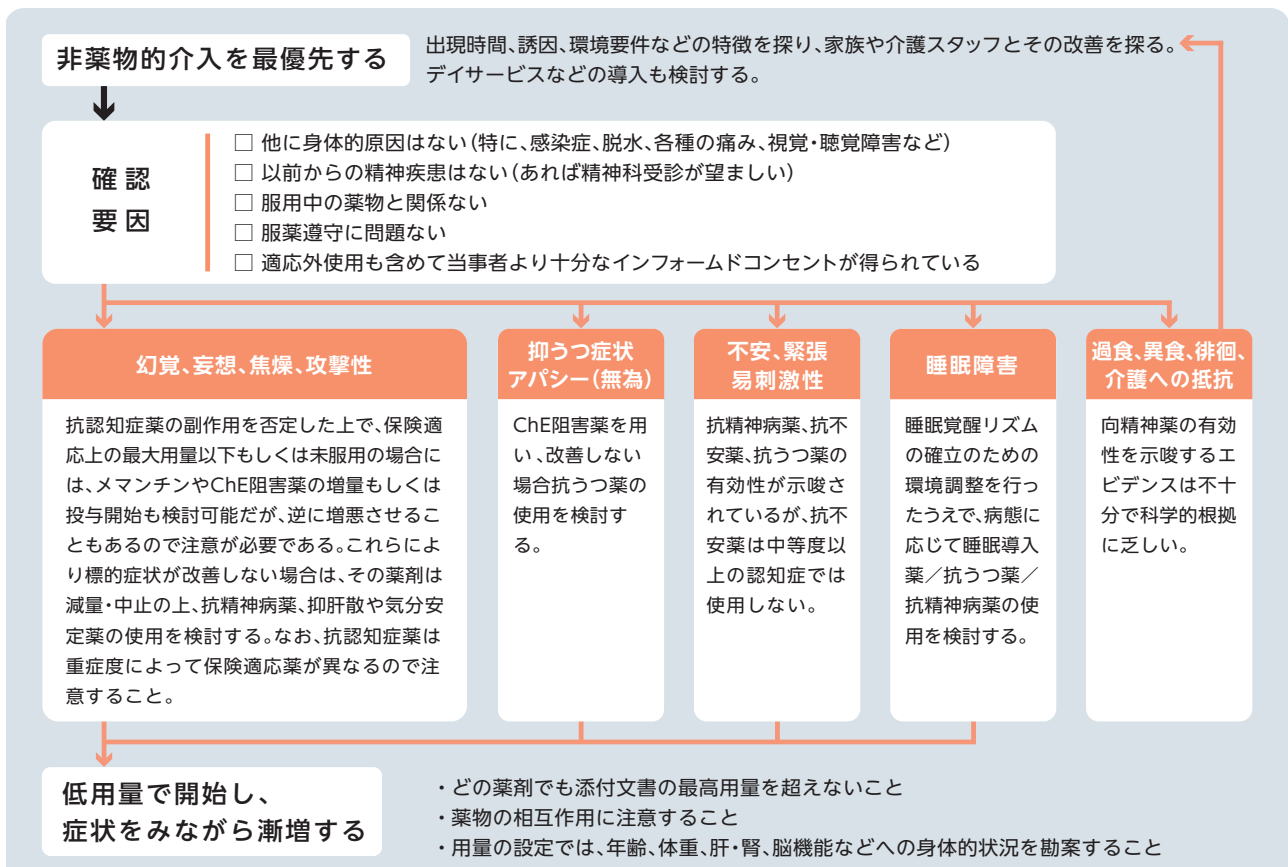 非薬物的介入を最優先する
出現時間、誘因、環境要件などの特徴を探り、家族や介護スタッフとその改善を探る。
デイサービスなどの導入も検討する。
確認
要因
□ 他に身体的原因はない(特に、感染症、脱水、各種の痛み、視覚・聴覚障害など)
□ 以前からの精神疾患はない(あれば精神科受診が望ましい)
□ 服用中の薬物と関係ない
□ 服薬遵守に問題ない
□ 適応外使用も含めて当事者より十分なインフォームドコンセントが得られている
幻覚、妄想、焦燥、攻撃性
抗認知症薬の副作用を否定した上で、保険適
応上の最大用量以下もしくは未服用の場合に
は、メマンチンやChE阻害薬の増量もしくは
投与開始も検討可能だが、逆に増悪させるこ
ともあるので注意が必要である。これらによ
り標的症状が改善しない場合は、その薬剤は
減量・中止の上、抗精神病薬、抑肝散や気分安
定薬の使用を検討する。なお、抗認知症薬は
重症度によって保険適応薬が異なるので注
意すること。
抑うつ症状
アパシー(無為)
ChE阻害薬を用
い、改善しない
場合抗うつ薬の
使用を検討す
る。
不安、緊張
易刺激性
抗精神病薬、抗不
安薬、抗うつ薬の
有効性が示唆さ
れているが、抗不
安薬は中等度以
上の認知症では
使用しない。
睡眠障害
睡眠覚醒リズム
の確立のための
環境調整を行っ
たうえで、病態に
応じて睡眠導入
薬/抗うつ薬/
抗精神病薬の使
用を検討する。
過食、異食、徘徊、
介護への抵抗
向精神薬の有効
性を示唆するエ
ビデンスは不十
分で科学的根拠
に乏しい。
低用量で開始し、
症状をみながら漸増する
・どの薬剤でも添付文書の最高用量を超えないこと
・薬物の相互作用に注意すること
・用量の設定では、年齢、体重、肝・腎、脳機能などへの身体的状況を勘案すること